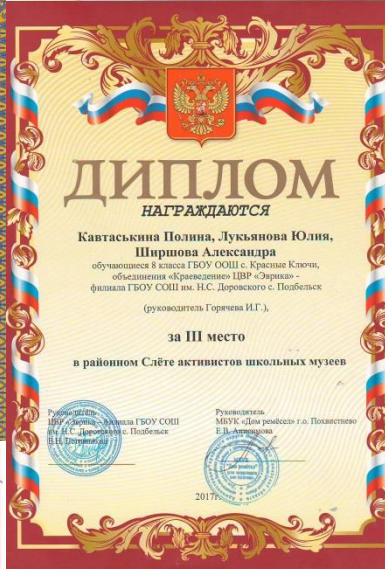 ДИПЛОМ
НАГРАЖДАЮТСЯ
Кавтаськина Полина, Лукьянова Юлия,
Ширшова Александра
обучающиеся 8 класса ГБОУ ООШ с. Красные Ключи,
объединения «Краеведение» ЦВР «Эврика» -
филиала ГБОУ СОШ им. Н.С. Доровского с. Подбельск
(руководитель Горячева И.Г.),
за III место
в районном Слёте активистов школьных музеев
Руководитель
ЦВР «Эврика» - филиала ГБОУ СОШ
им. Н.С. Доровского с. Подбельск
Руководитель
МБУК «Дом ремёсел» г.о. Похвистнево
Е.В. Анисимова
2017г.